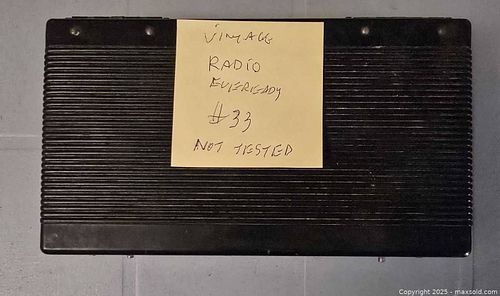 VINTAGE
RADIO
EVEREADY
#33
NOT TESTED
Copyright 2025 - maxsold.com